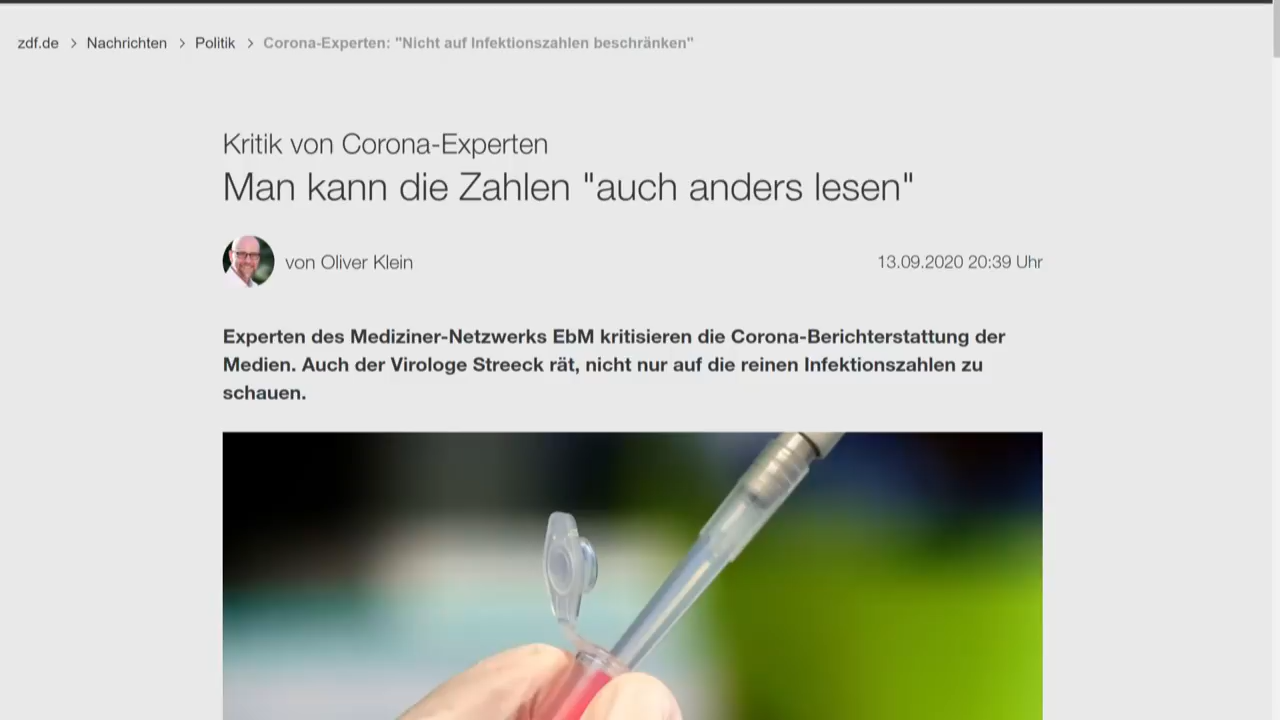 zdf.de > Nachrichten > Politik > Corona-Experten: "Nicht auf Infektionszahlen beschränken"
Kritik von Corona-Experten
Man kann die Zahlen "auch anders lesen"
von Oliver Klein
13.09.2020 20:39 Uhr
Experten des Mediziner-Netzwerks EbM kritisieren die Corona-Berichterstattung der
Medien. Auch der Virologe Streeck rät, nicht nur auf die reinen Infektionszahlen zu
schauen.